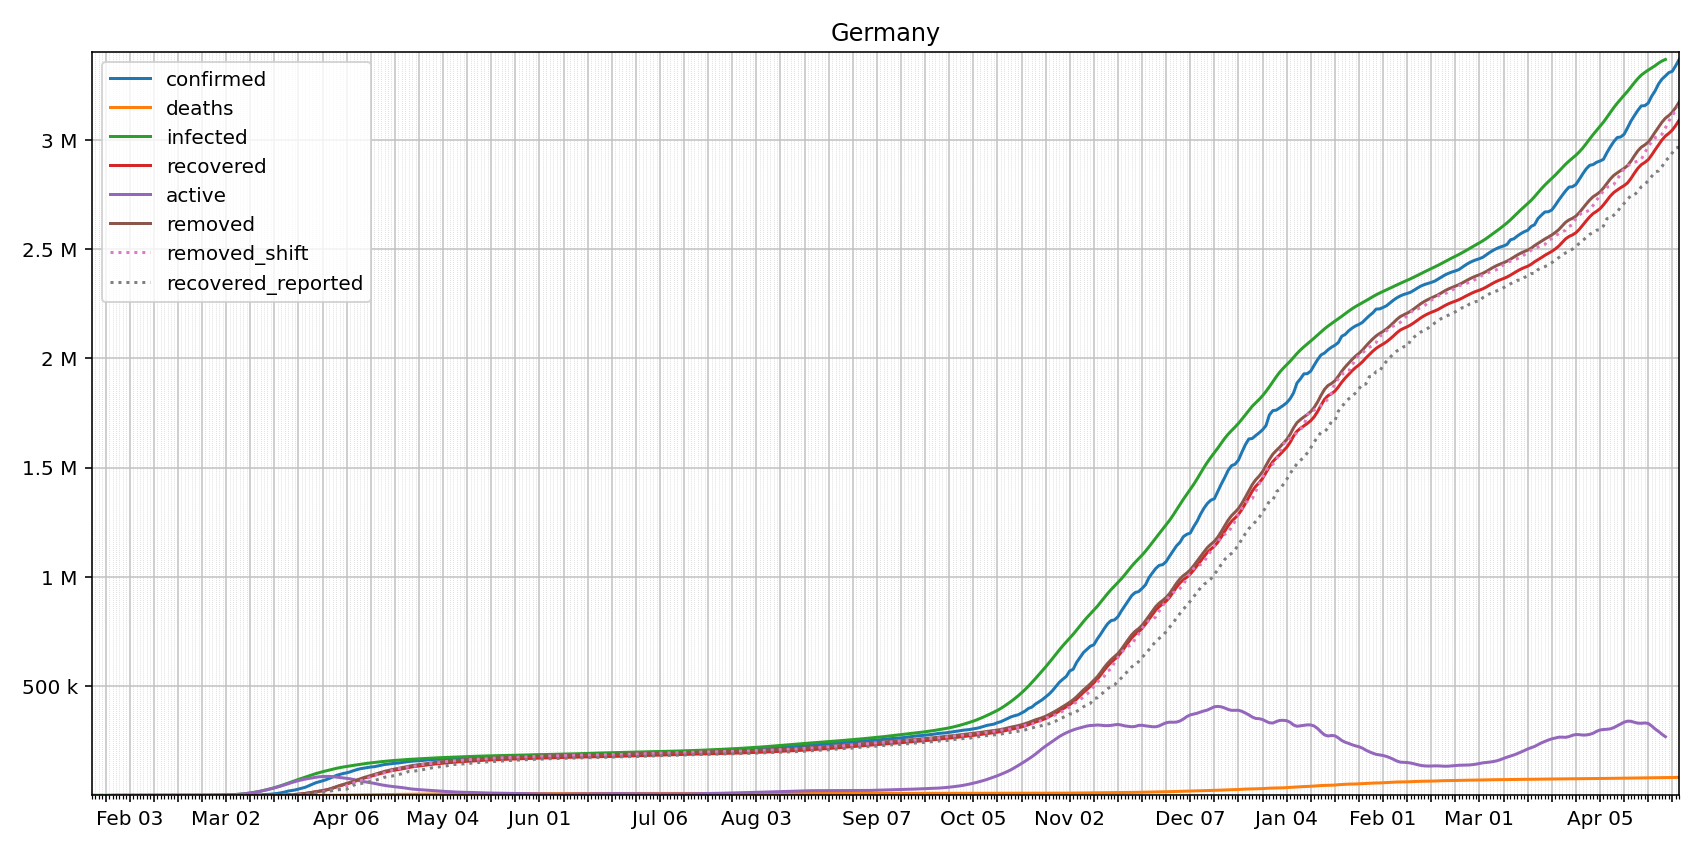 Germany
confirmed
deaths
infected
recovered
active
removed
removed_shift
recovered_reported
3 M
2.5 M
2 M
1.5 M
1 M
500 k
Feb 03 Mar 02 Apr 06 May 04 Jun 01 Jul 06 Aug 03 Sep 07 Oct 05 Nov 02 Dec 07 Jan 04 Feb 01 Mar 01 Apr 05